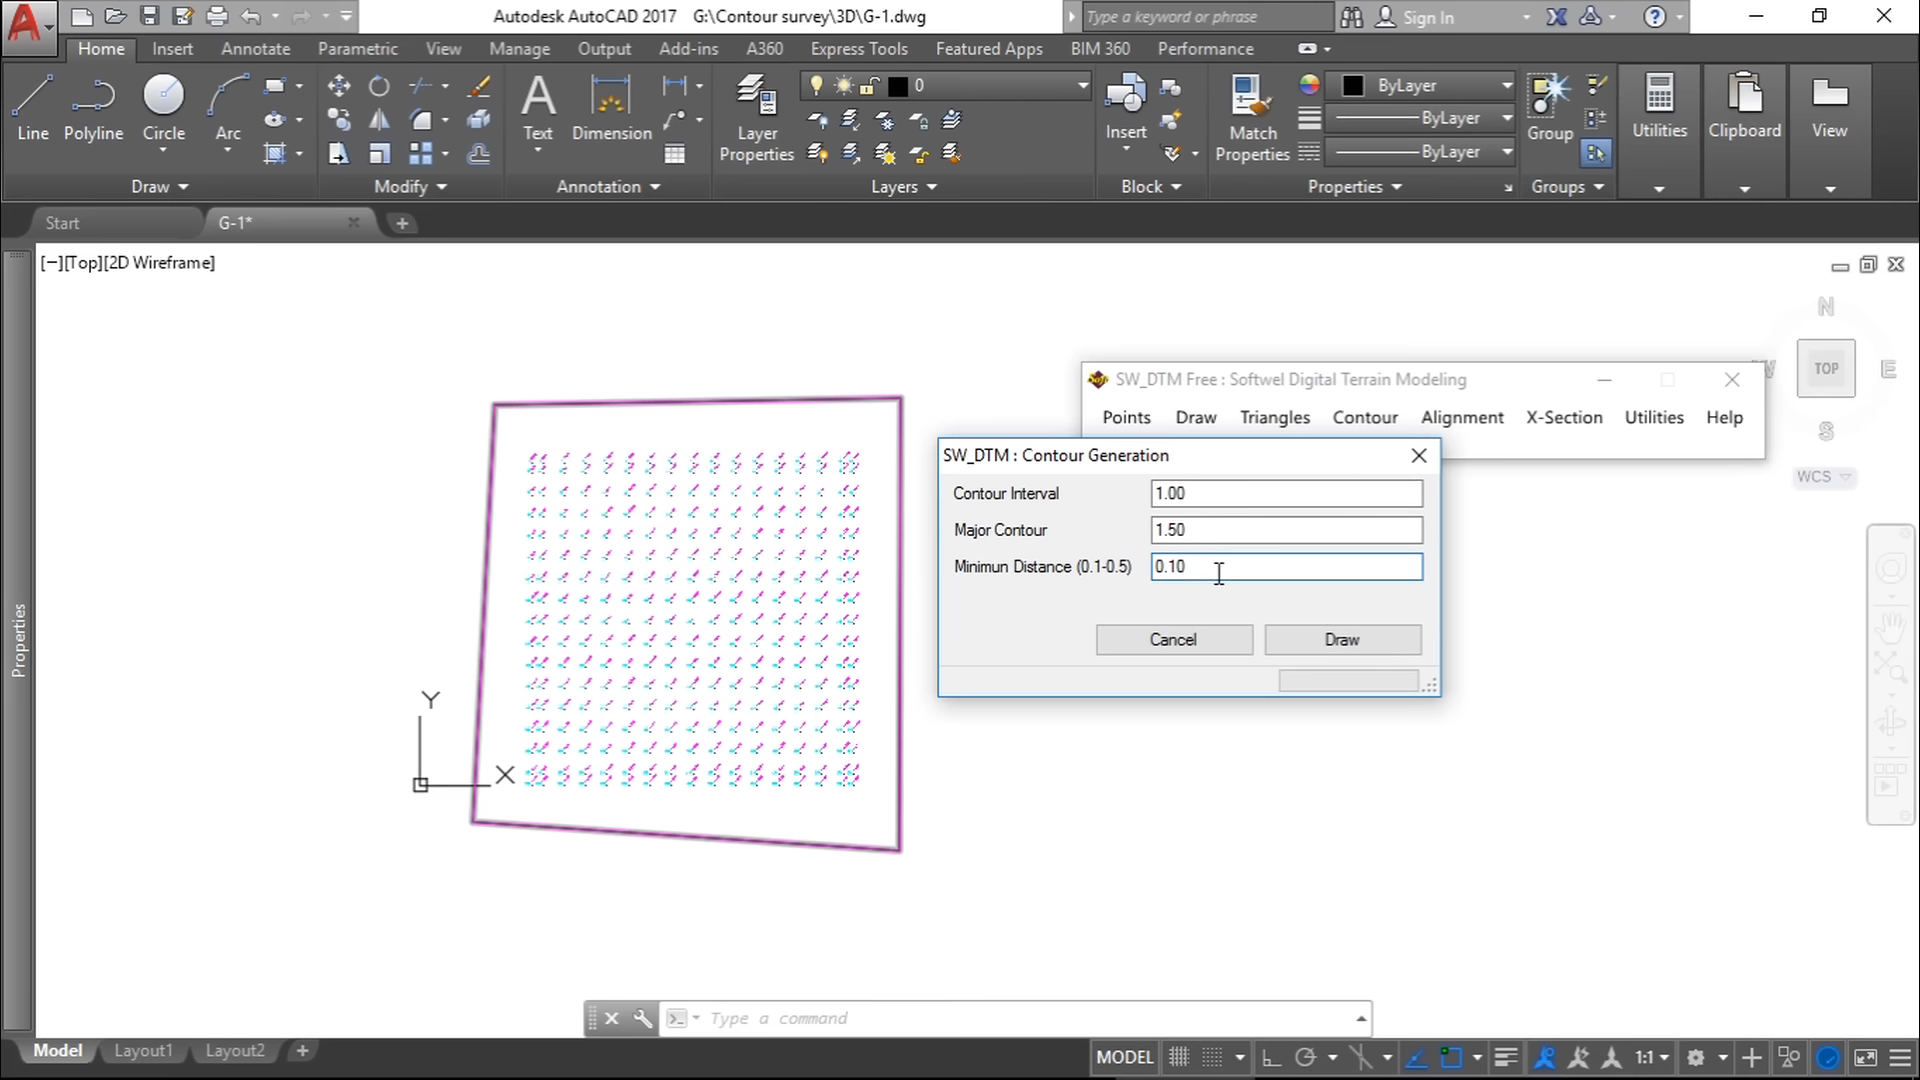 Autodesk AutoCAD 2017 G:\Contour survey\3D\G-1.dwg
Type a keyword or phrase
Sign In
Home Insert Annotate Parametric View Manage Output Add-ins A360 Express Tools Featured Apps BIM 360 Performance
Line Polyline Circle Arc
Draw
Modify
Text Dimension
Annotation
Layer Properties
0
Layers
Insert
Block
Match Properties
ByLayer
ByLayer
ByLayer
Properties
Group
Groups
Utilities
Clipboard
View
Start
G-1*
[−][Top][2D Wireframe]
N
W
TOP
E
S
WCS
SW_DTM Free : Softwel Digital Terrain Modeling
Points Draw Triangles Contour Alignment X-Section Utilities Help
SW_DTM : Contour Generation
Contour Interval 1.00
Major Contour 1.50
Minimun Distance (0.1-0.5) 0.10
Cancel Draw
Properties
Y
X
Type a command
Model Layout1 Layout2
MODEL
1:1